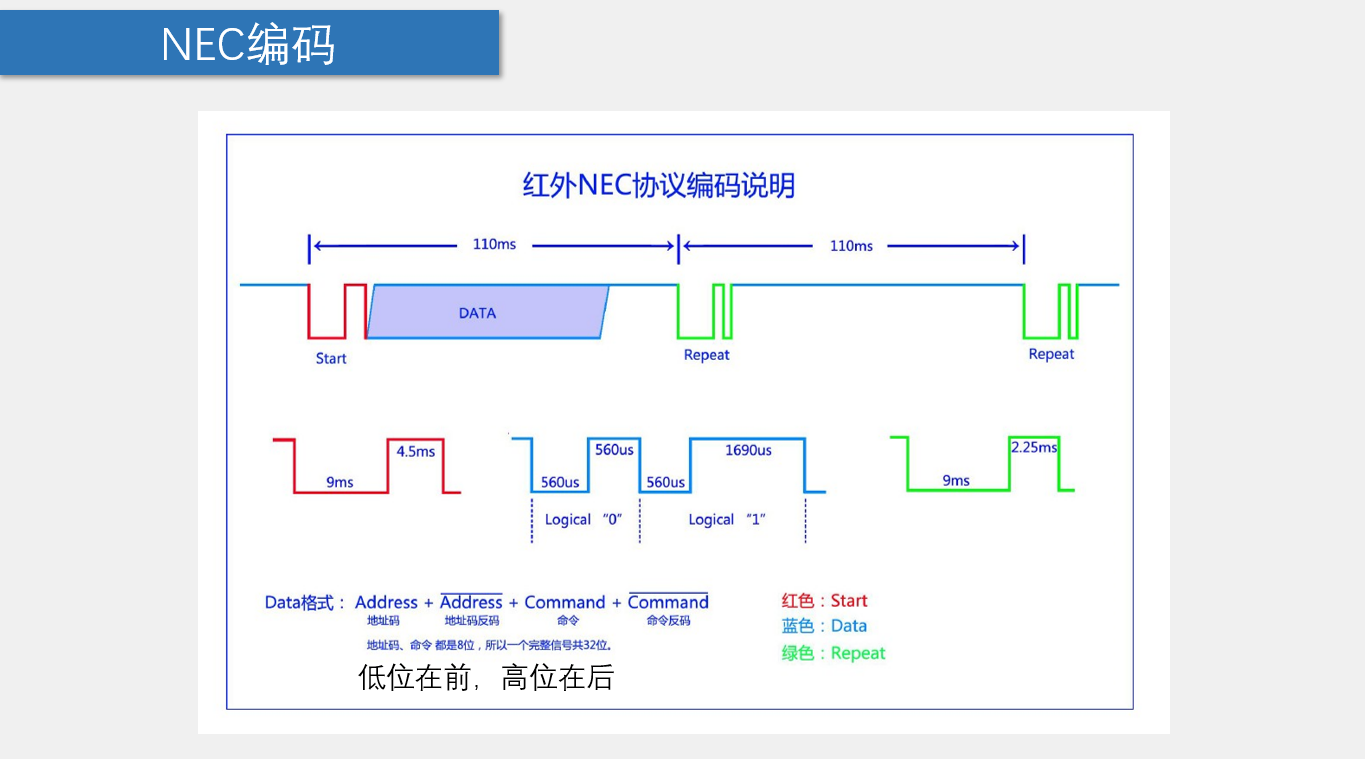 NEC编码
红外NEC协议编码说明
110ms 110ms
DATA
Start Repeat Repeat
4.5ms 560us 1690us 2.25ms
9ms 560us 560us 9ms
Logical “0” Logical “1”
Data格式： Address + Address + Command + Command
地址码 地址码反码 命令 命令反码
地址码、命令 都是8位，所以一个完整信号共32位。
低位在前，高位在后
红色：Start
蓝色：Data
绿色：Repeat